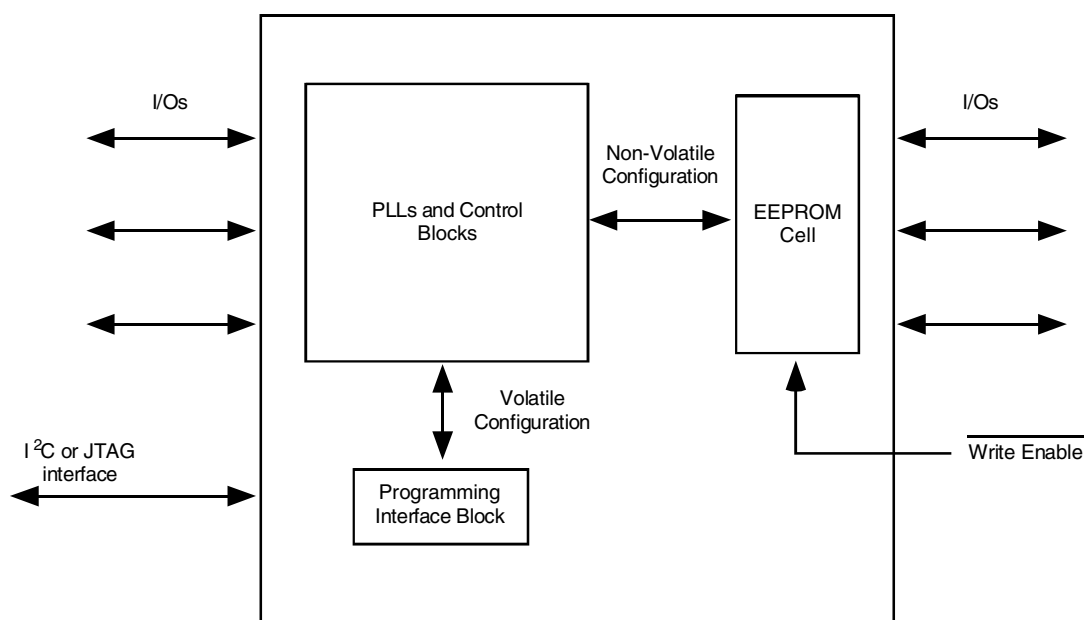 I/Os
I/Os
Non-Volatile
Configuration
PLLs and Control
Blocks
EEPROM
Cell
Volatile
Configuration
I ²C or JTAG
interface
Write Enable
Programming
Interface Block